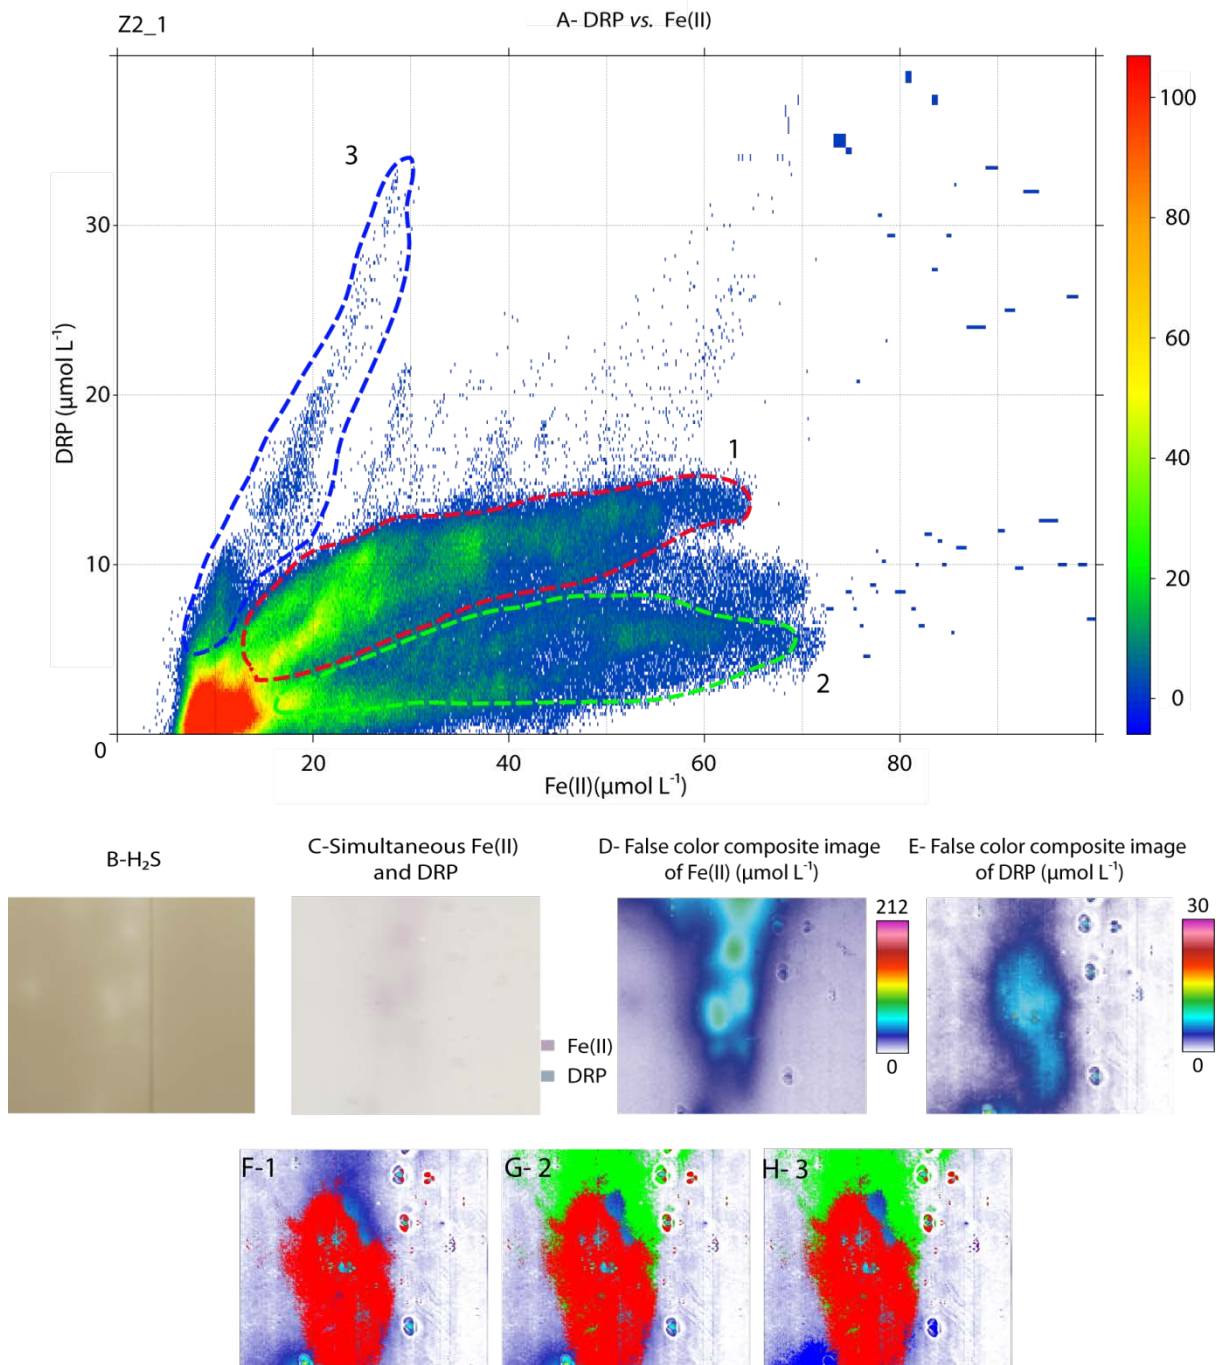 Z2_1
A- DRP vs. Fe(II)
3
1
2
DRP (µmol L⁻¹)
30
20
10
0
20
40
60
80
Fe(II)(µmol L⁻¹)
100
80
60
40
20
0
B-H₂S
C-Simultaneous Fe(II)
and DRP
Fe(II)
DRP
D- False color composite image
of Fe(II) (µmol L⁻¹)
212
0
E- False color composite image
of DRP (µmol L⁻¹)
30
0
F-1
G- 2
H- 3